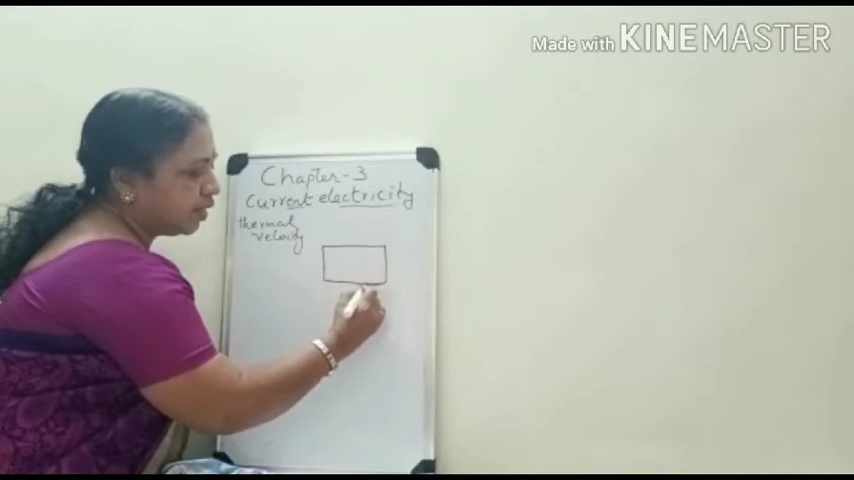 Made with KINEMASTER
Chapter-3
Current electricity
thermal
velocity